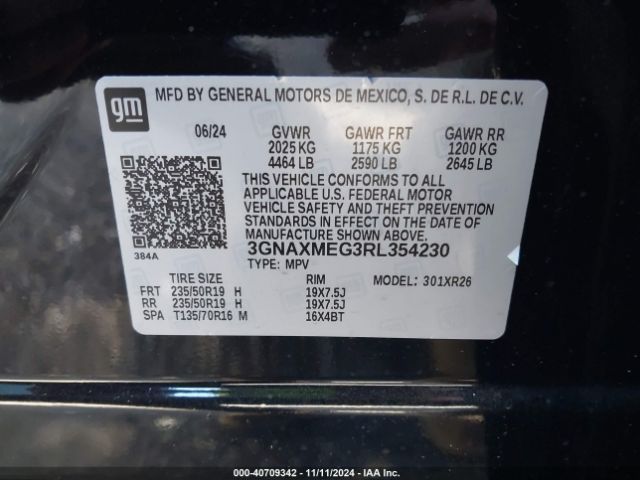 gm
MFD BY GENERAL MOTORS DE MEXICO, S. DE R.L. DE C.V.
06/24 GVWR GAWR FRT GAWR RR
2025 KG 1175 KG 1200 KG
4464 LB 2590 LB 2645 LB
THIS VEHICLE CONFORMS TO ALL
APPLICABLE U.S. FEDERAL MOTOR
VEHICLE SAFETY AND THEFT PREVENTION
STANDARDS IN EFFECT ON THE DATE OF
MANUFACTURE SHOWN ABOVE.
384A
3GNAXMEG3RL354230
TYPE: MPV
TIRE SIZE RIM MODEL: 301XR26
FRT 235/50R19 H 19X7.5J
RR 235/50R19 H 19X7.5J
SPA T135/70R16 M 16X4BT
000-40709342 - 11/11/2024 - IAA Inc.